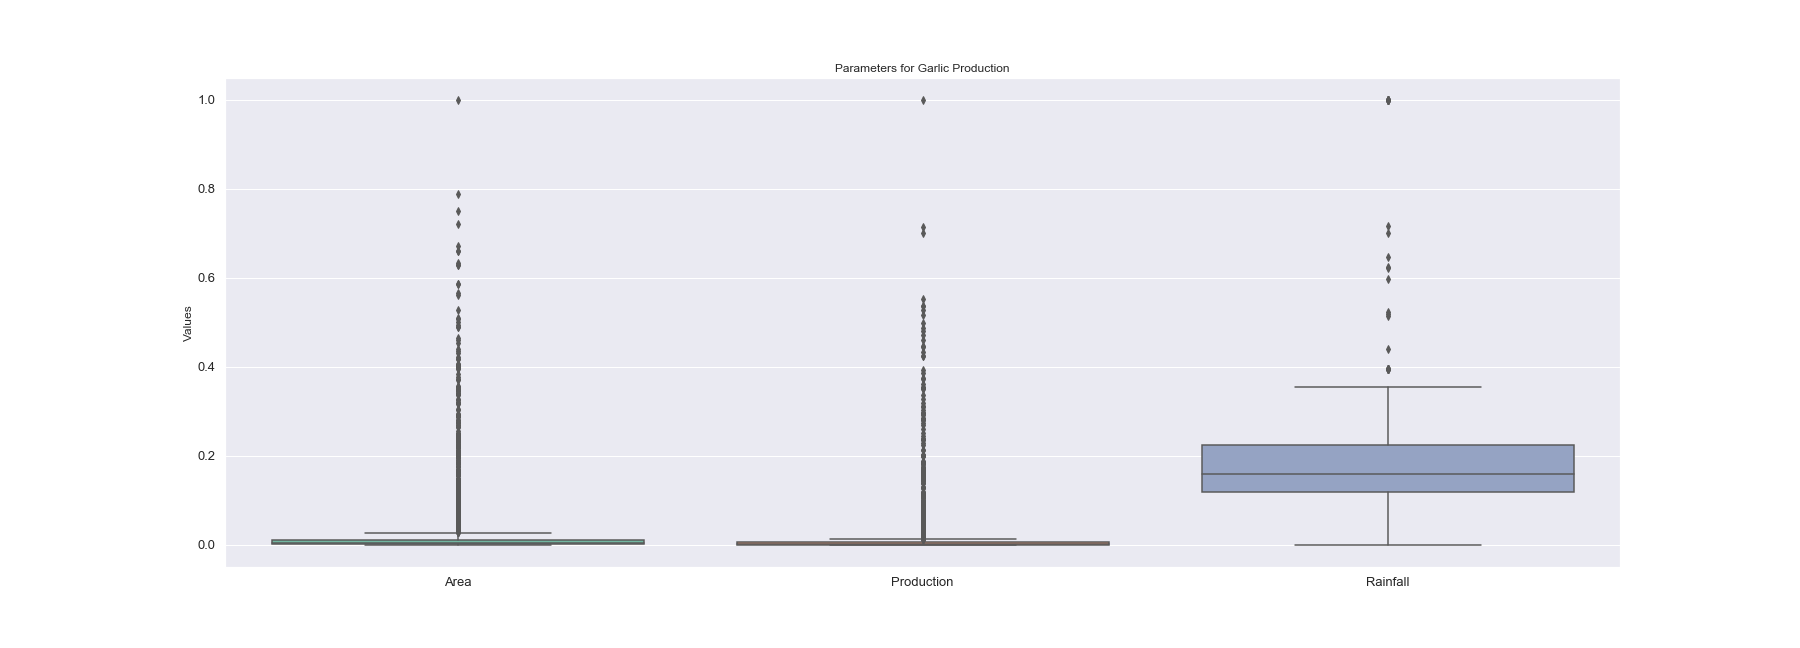 Parameters for Garlic Production
1.0
0.8
0.6
0.4
0.2
0.0
Values
Area
Production
Rainfall